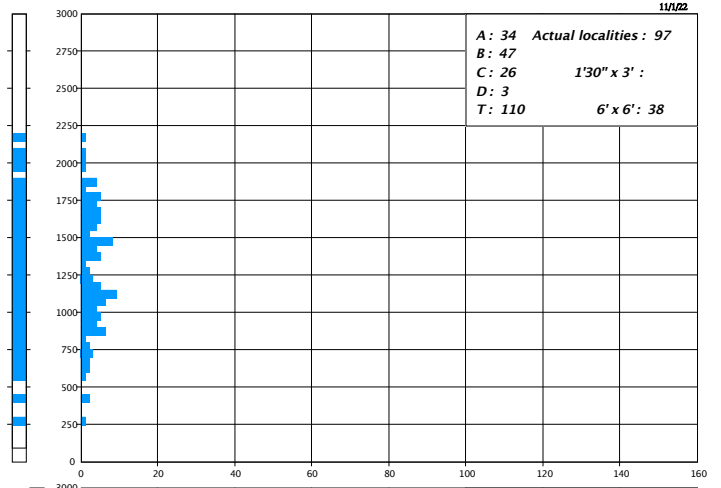 11/1/22
3000
A : 34 Actual localities : 97
B : 47
2750
C : 26 1'30" x 3' :
D : 3
2500
T : 110 6' x 6' : 38
2250
2000
1750
1500
1250
1000
750
500
250
0
0 20 40 60 80 100 120 140 160
3000